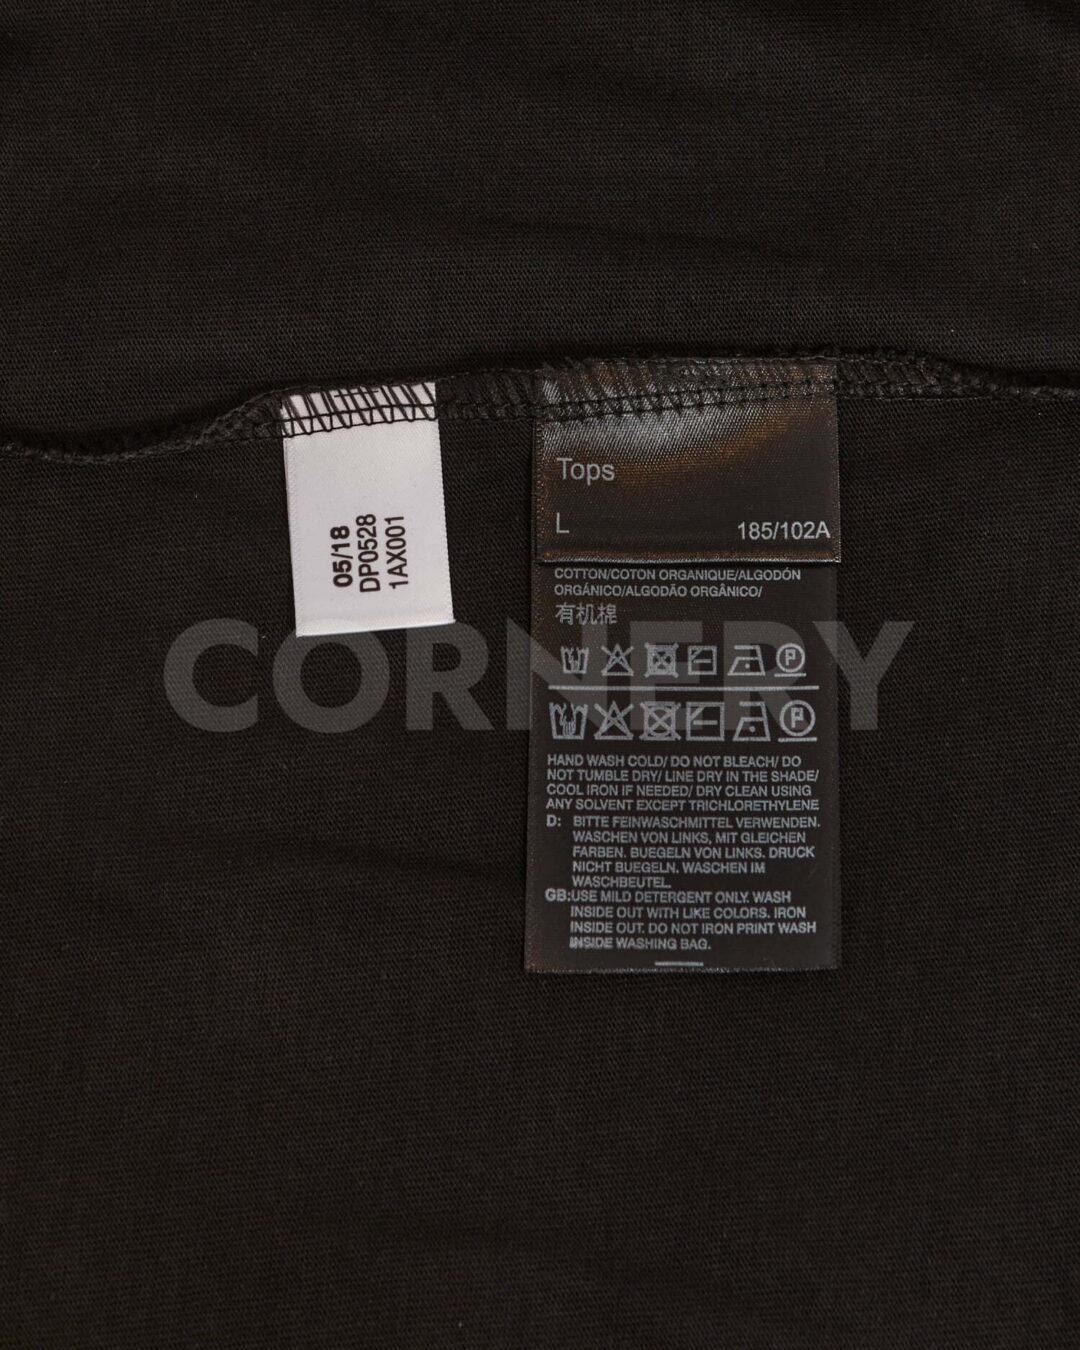 05/18
DP0528
1AX001
Tops
L 185/102A
COTTON/COTON ORGANIQUE/ALGODÓN
ORGÁNICO/ALGODÃO ORGÂNICO/
有机棉
CORNERY
HAND WASH COLD/ DO NOT BLEACH/ DO
NOT TUMBLE DRY/ LINE DRY IN THE SHADE/
COOL IRON IF NEEDED/ DRY CLEAN USING
ANY SOLVENT EXCEPT TRICHLORETHYLENE
D: BITTE FEINWASCHMITTEL VERWENDEN.
WASCHEN VON LINKS, MIT GLEICHEN
FARBEN. BUEGELN VON LINKS. DRUCK
NICHT BUEGELN. WASCHEN IM
WASCHBEUTEL.
GB:USE MILD DETERGENT ONLY. WASH
INSIDE OUT WITH LIKE COLORS. IRON
INSIDE OUT. DO NOT IRON PRINT WASH
INSIDE WASHING BAG.